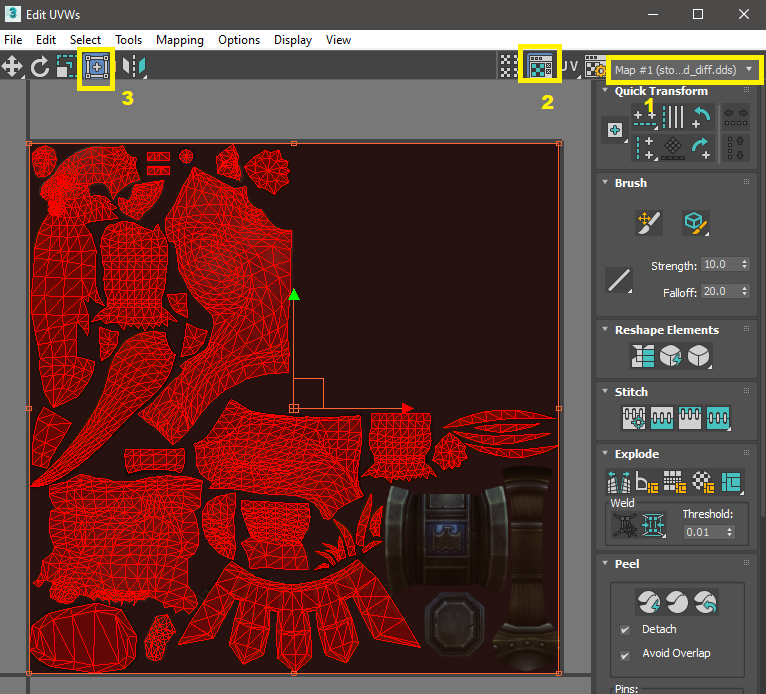 3 Edit UVWs
File Edit Select Tools Mapping Options Display View
UV
Map #1 (sto...d_diff.dds)
3
2
1
Quick Transform
Brush
Strength: 10.0
Falloff: 20.0
Reshape Elements
Stitch
Explode
Weld
Threshold:
0.01
Peel
Detach
Avoid Overlap
Pins: